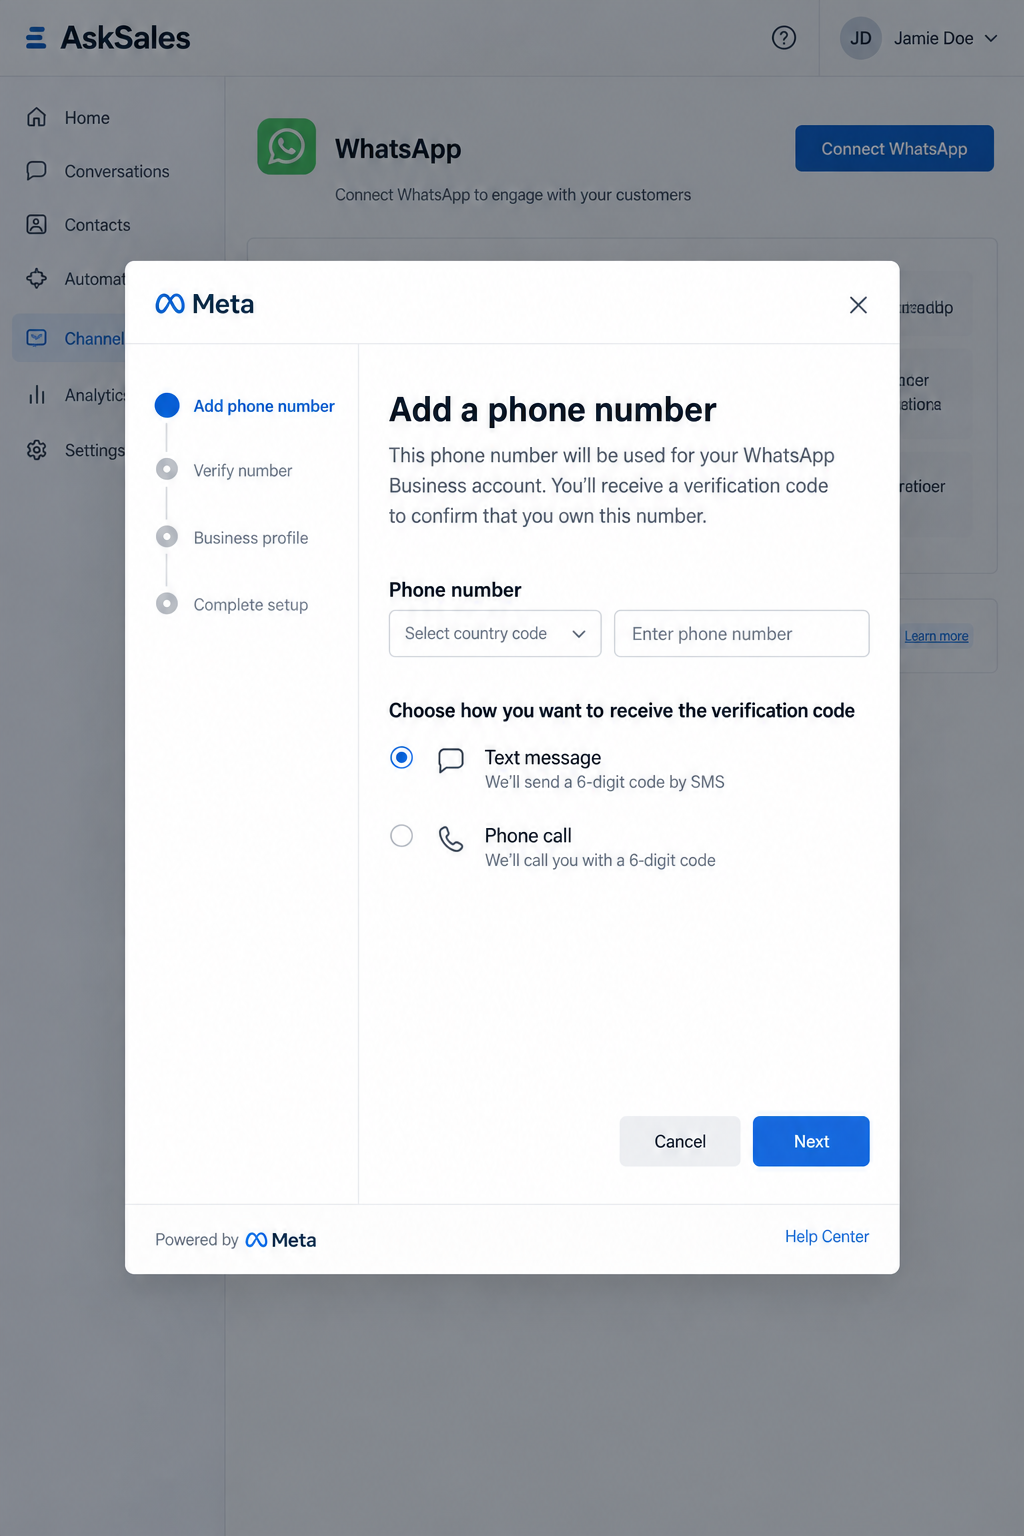 AskSales
JD
Jamie Doe
Home
Conversations
Contacts
Automat
Channel
Analytics
Settings
WhatsApp
Connect WhatsApp to engage with your customers
Connect WhatsApp
Learn more
Meta
Add phone number
Verify number
Business profile
Complete setup
Add a phone number
This phone number will be used for your WhatsApp
Business account. You'll receive a verification code
to confirm that you own this number.
Phone number
Select country code
Enter phone number
Choose how you want to receive the verification code
Text message
We'll send a 6-digit code by SMS
Phone call
We'll call you with a 6-digit code
Cancel
Next
Powered by Meta
Help Center